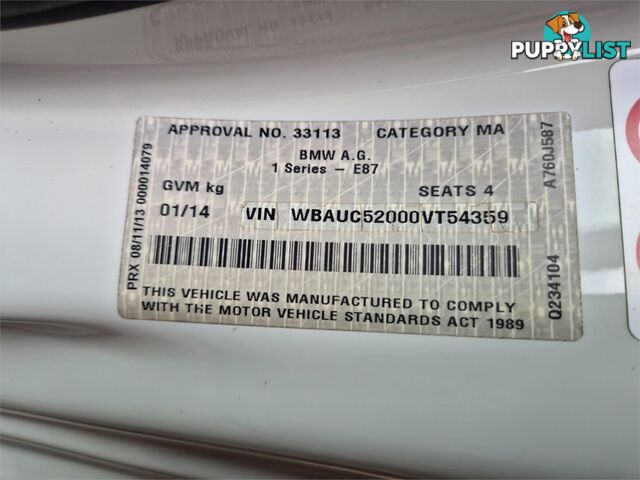 PUPPYLIST
APPROVAL NO. 33113 CATEGORY MA
BMW A.G.
1 Series – E87
GVM kg SEATS 4
01/14 VIN WBAUC52000VT54359
THIS VEHICLE WAS MANUFACTURED TO COMPLY
WITH THE MOTOR VEHICLE STANDARDS ACT 1989
PRX 08/11/13 000014079
A760J587
Q234104